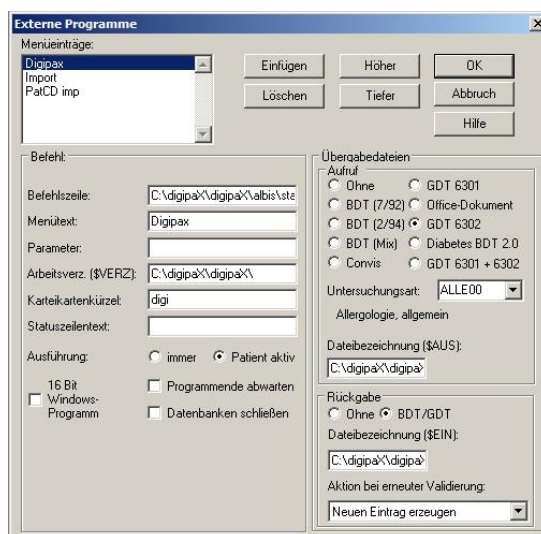 Externe Programme
Menüeinträge:
Digipax
Import
PatCD imp
Einfügen
Höher
OK
Löschen
Tiefer
Abbruch
Hilfe
Befehl:
Befehlszeile: C:\digipaX\digipaX\albis\sta
Menütext: Digipax
Parameter:
Arbeitsverz. ($VERZ): C:\digipaX\digipaX\
Karteikartenkürzel: digi
Statuszeilentext:
Ausführung: immer Patient aktiv
16 Bit Windows-Programm
Programmende abwarten
Datenbanken schließen
Übergabedateien
Aufruf
Ohne GDT 6301
BDT (7/92) Office-Dokument
BDT (2/94) GDT 6302
BDT (Mix) Diabetes BDT 2.0
Convis GDT 6301 + 6302
Untersuchungsart: ALLE00
Allergologie, allgemein
Dateibezeichnung ($AUS):
C:\digipaX\digipa
Rückgabe
Ohne BDT/GDT
Dateibezeichnung ($EIN):
C:\digipaX\digipa
Aktion bei erneuter Validierung:
Neuen Eintrag erzeugen